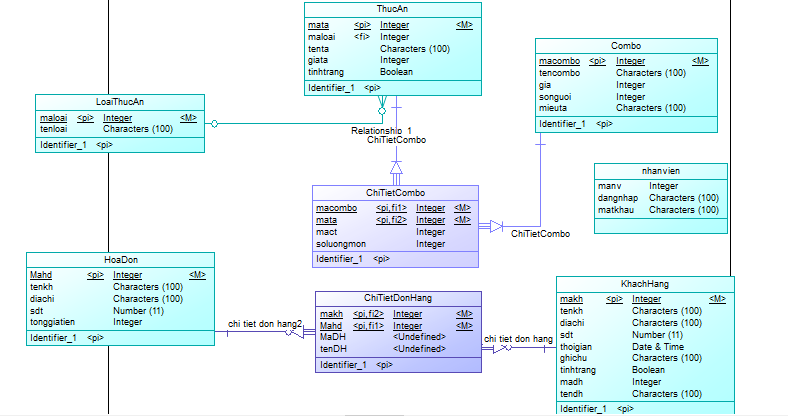 ThucAn
mata <pi> Integer <M>
maloai <fi> Integer
tenta Characters (100)
giata Integer
tinhtrang Boolean
Identifier_1 <pi>
Combo
macombo <pi> Integer <M>
tencombo Characters (100)
gia Integer
songuoi Integer
mieuta Characters (100)
Identifier_1 <pi>
LoaiThucAn
maloai <pi> Integer <M>
tenloai Characters (100)
Identifier_1 <pi>
Relationship_1
ChiTietCombo
nhanvien
manv Integer
dangnhap Characters (100)
matkhau Characters (100)
ChiTietCombo
macombo <pi,fi1> Integer <M>
mata <pi,fi2> Integer <M>
mact Integer
soluongmon Integer
Identifier_1 <pi>
ChiTietCombo
HoaDon
Mahd <pi> Integer <M>
tenkh Characters (100)
diachi Characters (100)
sdt Number (11)
tonggiatien Integer
Identifier_1 <pi>
chi tiet don hang2
ChiTietDonHang
makh <pi,fi2> Integer <M>
Mahd <pi,fi1> Integer <M>
MaDH <Undefined>
tenDH <Undefined>
Identifier_1 <pi>
chi tiet don hang
KhachHang
makh <pi> Integer <M>
tenkh Characters (100)
diachi Characters (100)
sdt Number (11)
thoigian Date & Time
ghichu Characters (100)
tinhtrang Boolean
madh Integer
tendh Characters (100)
Identifier_1 <pi>